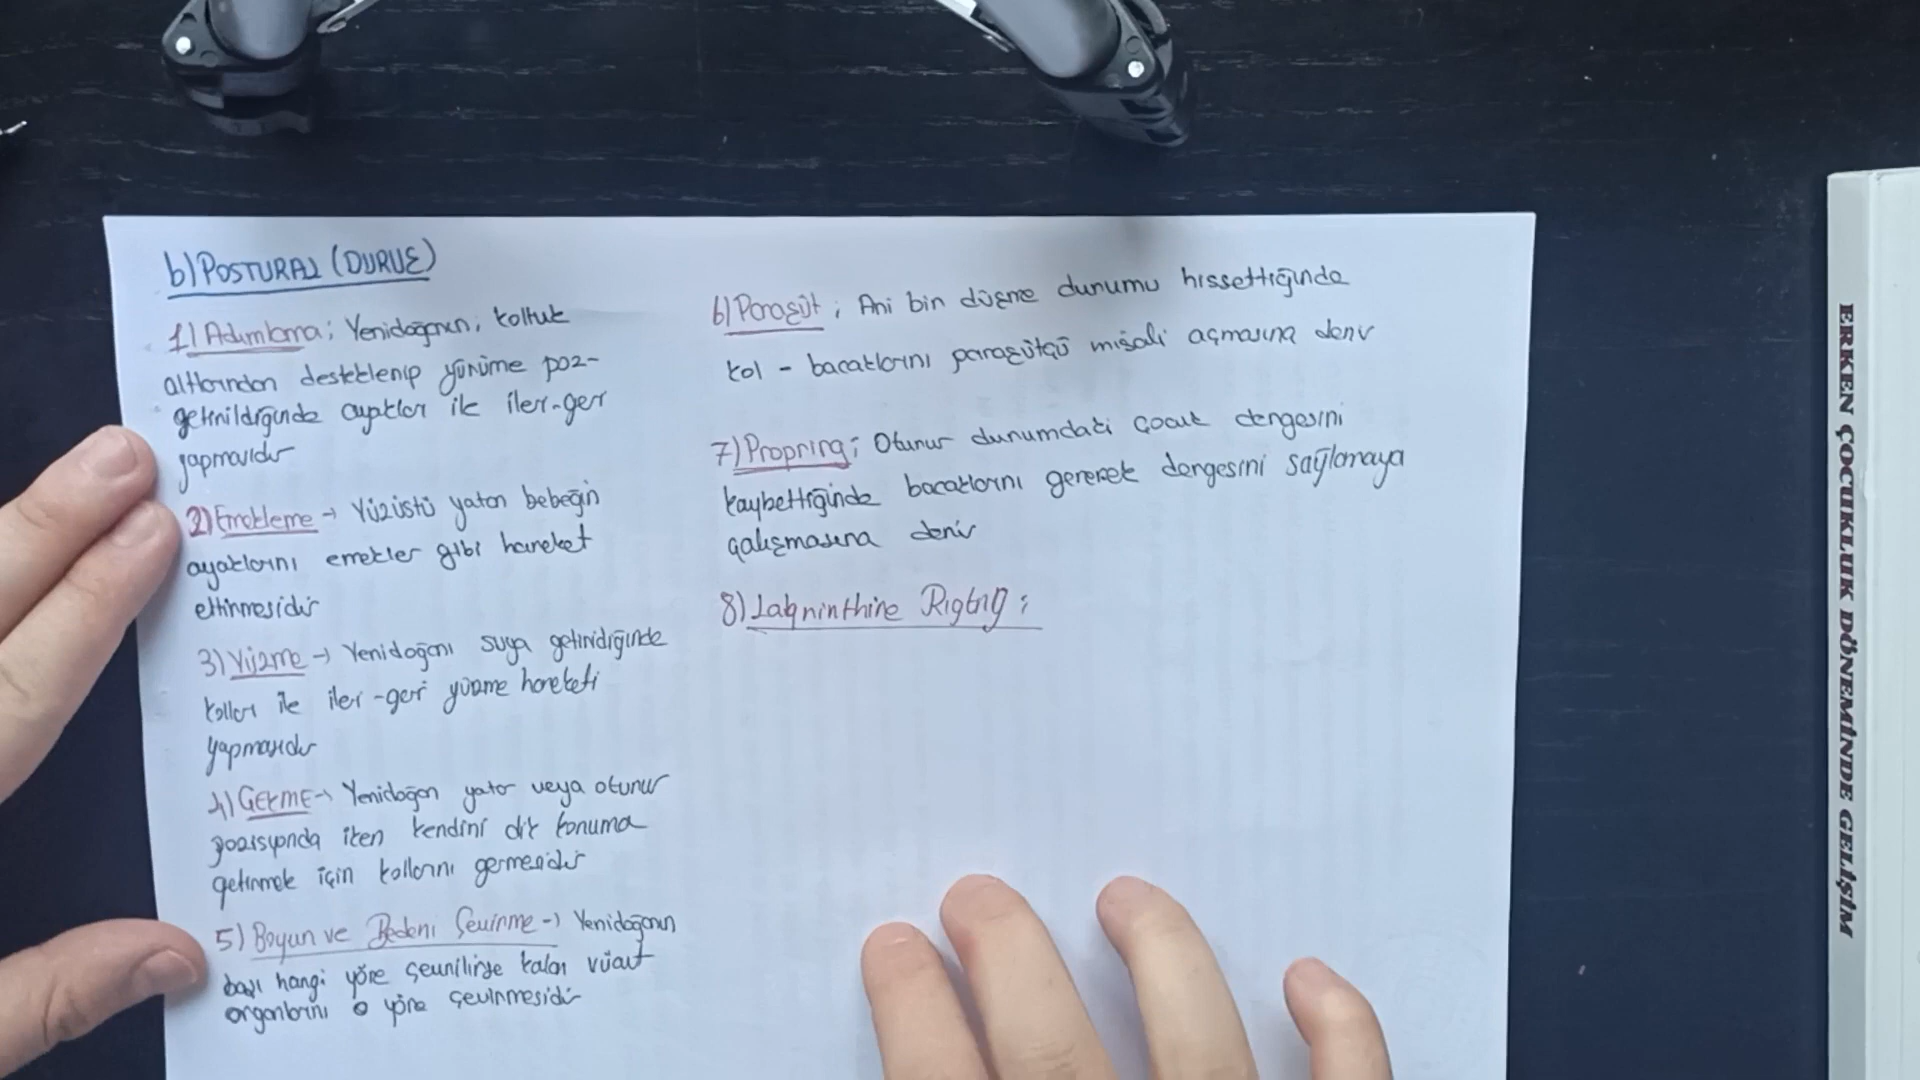 b) POSTURAL (DURUŞ)
1) Adımlama; Yenidoğanın, koltuk
altlarından desteklenip yürüme poz-
getirildiğinde ayaklar ile ileri-geri
yapmasıdır
2) Emekleme → Yüzüstü yatan bebeğin
ayaklarını emekler gibi hareket
ettirmesidir
3) Yüzme → Yenidoğanı suya getirildiğinde
kollar ile ileri-geri yüzme hareketi
yapmasıdır
4) GERME → Yenidoğan yatar veya oturur
pozisyonda iken kendini dik konuma
getirmek için kollarını germesidir
5) Boyun ve Bedeni Çevirme → Yenidoğanın
başı hangi yöne çevrilirse kalan vücut
organlarını o yöne çevirmesidir
6) Paraşüt; Ani bir düşme durumu hissettiğinde
kol - bacaklarını paraşütçü misali açmasına denir
7) Propring; Oturur durumdaki çocuk dengesini
kaybettiğinde bacaklarını gererek dengesini sağlamaya
çalışmasına denir
8) Labyrinthine Rigtng;
ERKEN ÇOCUKLUK DÖNEMİNDE GELİŞİM